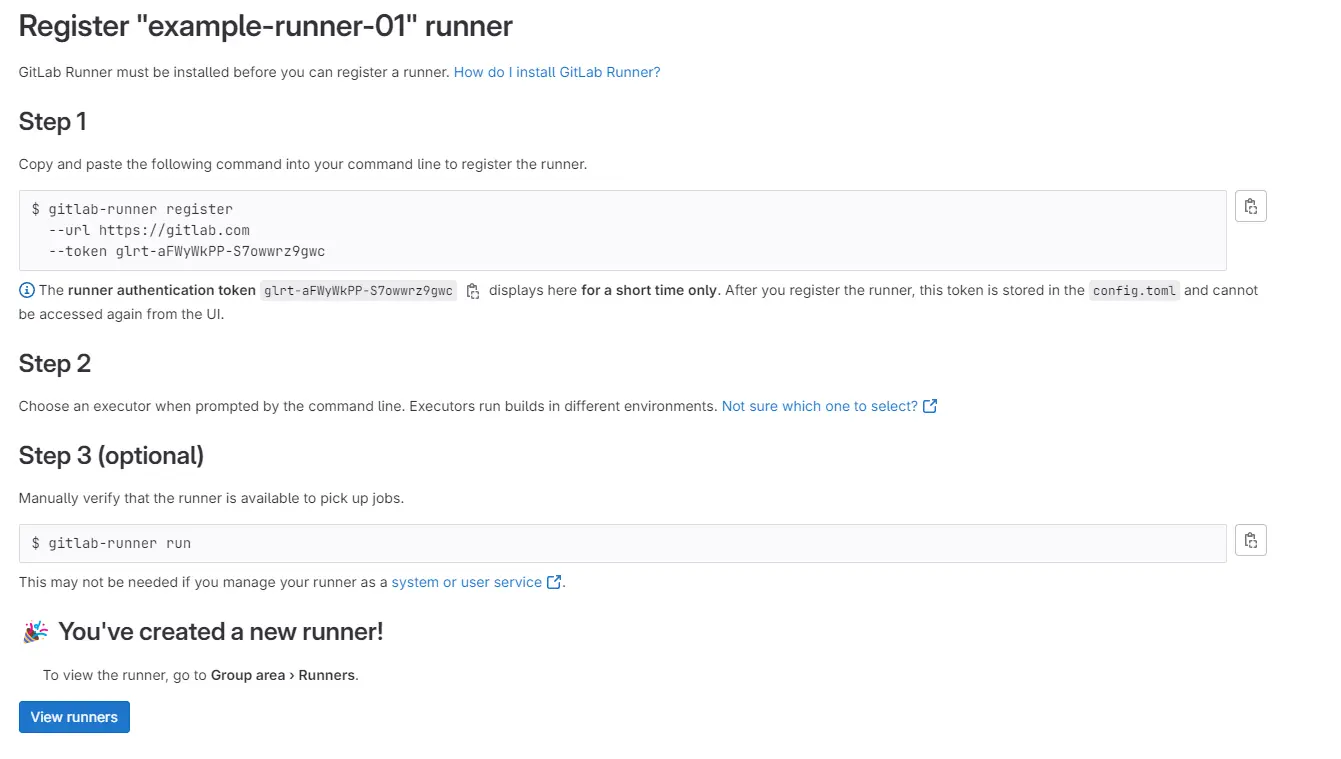 Register "example-runner-01" runner
GitLab Runner must be installed before you can register a runner. How do I install GitLab Runner?
Step 1
Copy and paste the following command into your command line to register the runner.
$ gitlab-runner register
--url https://gitlab.com
--token glrt-aFWyWkPP-S7owwrz9gwc
The runner authentication token glrt-aFWyWkPP-S7owwrz9gwc displays here for a short time only. After you register the runner, this token is stored in the config.toml and cannot
be accessed again from the UI.
Step 2
Choose an executor when prompted by the command line. Executors run builds in different environments. Not sure which one to select?
Step 3 (optional)
Manually verify that the runner is available to pick up jobs.
$ gitlab-runner run
This may not be needed if you manage your runner as a system or user service.
You've created a new runner!
To view the runner, go to Group area › Runners.
View runners